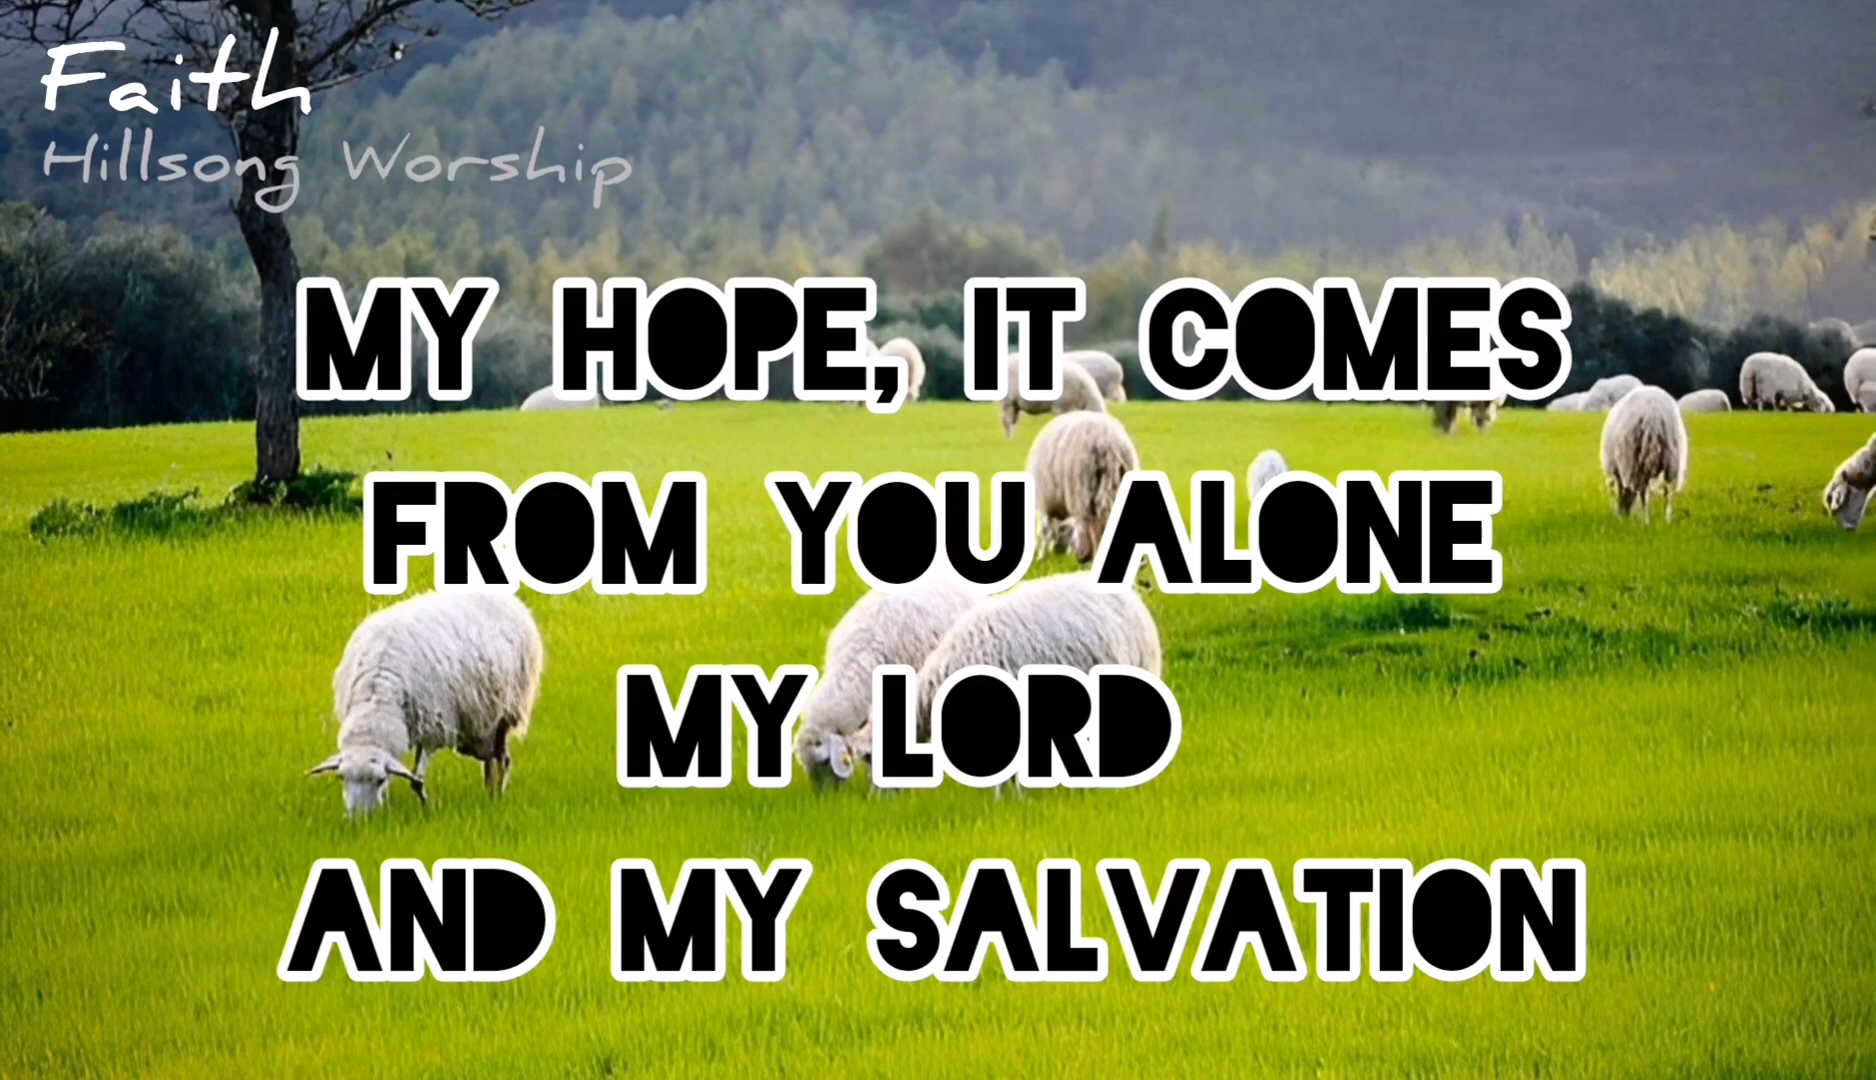 Faith
Hillsong Worship
MY HOPE, IT COMES
FROM YOU ALONE
MY LORD
AND MY SALVATION